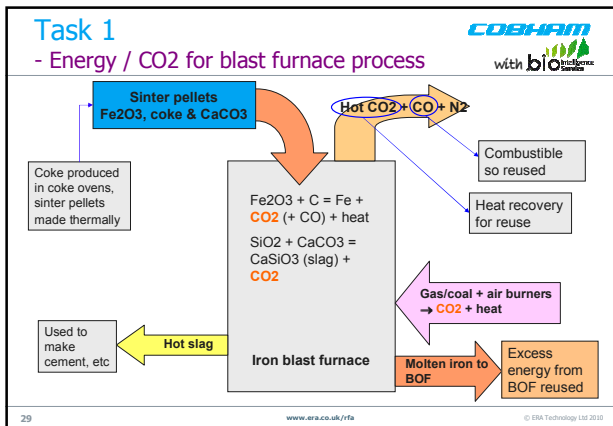 Task 1
- Energy / CO2 for blast furnace process
COBHAM
with bio Intelligence
Service
Sinter pellets
Fe2O3, coke & CaCO3
Hot CO2 + CO + N2
Coke produced
in coke ovens,
sinter pellets
made thermally
Combustible
so reused
Heat recovery
for reuse
Fe2O3 + C = Fe +
CO2 (+ CO) + heat
SiO2 + CaCO3 =
CaSiO3 (slag) +
CO2
Gas/coal + air burners
→ CO2 + heat
Used to
make
cement, etc
Hot slag
Iron blast furnace
Molten iron to
BOF
Excess
energy from
BOF reused
29
www.era.co.uk/rfa
© ERA Technology Ltd 2010